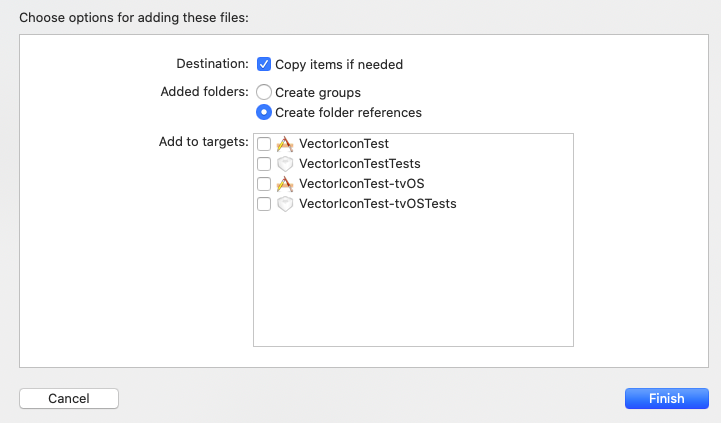 Choose options for adding these files:
Destination: Copy items if needed
Added folders: Create groups
Create folder references
Add to targets: VectorIconTest
VectorIconTestTests
VectorIconTest-tvOS
VectorIconTest-tvOSTests
Cancel Finish